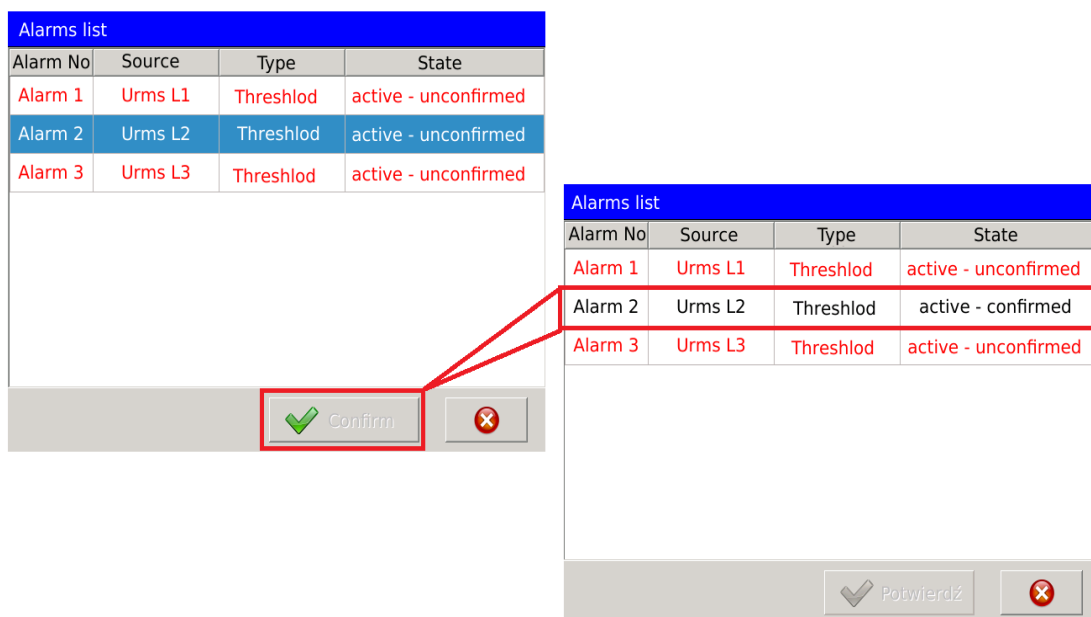 Alarms list
Alarm No Source Type State
Alarm 1 Urms L1 Threshlod active - unconfirmed
Alarm 2 Urms L2 Threshlod active - unconfirmed
Alarm 3 Urms L3 Threshlod active - unconfirmed
Confirm
Alarms list
Alarm No Source Type State
Alarm 1 Urms L1 Threshlod active - unconfirmed
Alarm 2 Urms L2 Threshlod active - confirmed
Alarm 3 Urms L3 Threshlod active - unconfirmed
Potwierdź